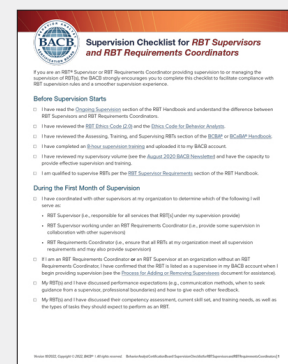 BEHAVIOR ANALYST
BACB®
CERTIFICATION BOARD
Supervision Checklist for RBT Supervisors
and RBT Requirements Coordinators
If you are an RBT® Supervisor or RBT Requirements Coordinator providing supervision to or managing the
supervision of RBT(s), the BACB strongly encourages you to complete this checklist to facilitate compliance with
RBT supervision rules and a smoother supervision experience.
Before Supervision Starts
☐ I have read the Ongoing Supervision section of the RBT Handbook and understand the difference between
RBT Supervisors and RBT Requirements Coordinators.
☐ I have reviewed the RBT Ethics Code (2.0) and the Ethics Code for Behavior Analysts.
☐ I have reviewed the Assessing, Training, and Supervising RBTs section of the BCBA® or BCaBA® Handbook.
☐ I have completed an 8-hour supervision training and uploaded it to my BACB account.
☐ I have reviewed my supervisory volume (see the August 2020 BACB Newsletter) and have the capacity to
provide effective supervision and training.
☐ I am qualified to supervise RBTs per the RBT Supervisor Requirements section of the RBT Handbook.
During the First Month of Supervision
☐ I have coordinated with other supervisors at my organization to determine which of the following I will
serve as:
• RBT Supervisor (i.e., responsible for all services that RBT[s] under my supervision provide)
• RBT Supervisor working under an RBT Requirements Coordinator (i.e., provide some supervision in
collaboration with other supervisors)
• RBT Requirements Coordinator (i.e., ensure that all RBTs at my organization meet all supervision
requirements and may also provide supervision)
☐ If I am an RBT Requirements Coordinator or an RBT Supervisor at an organization without an RBT
Requirements Coordinator, I have confirmed that the RBT is listed as a supervisee in my BACB account when I
begin providing supervision (see the Process for Adding or Removing Supervisees document for assistance).
☐ My RBT(s) and I have discussed performance expectations (e.g., communication methods, when to seek
guidance from a supervisor, professional boundaries) and how to give each other feedback.
☐ My RBT(s) and I have discussed their competency assessment, current skill set, and training needs, as well as
the types of tasks they should expect to perform as an RBT.
Copyright © 2022, BACB® | All rights reserved.